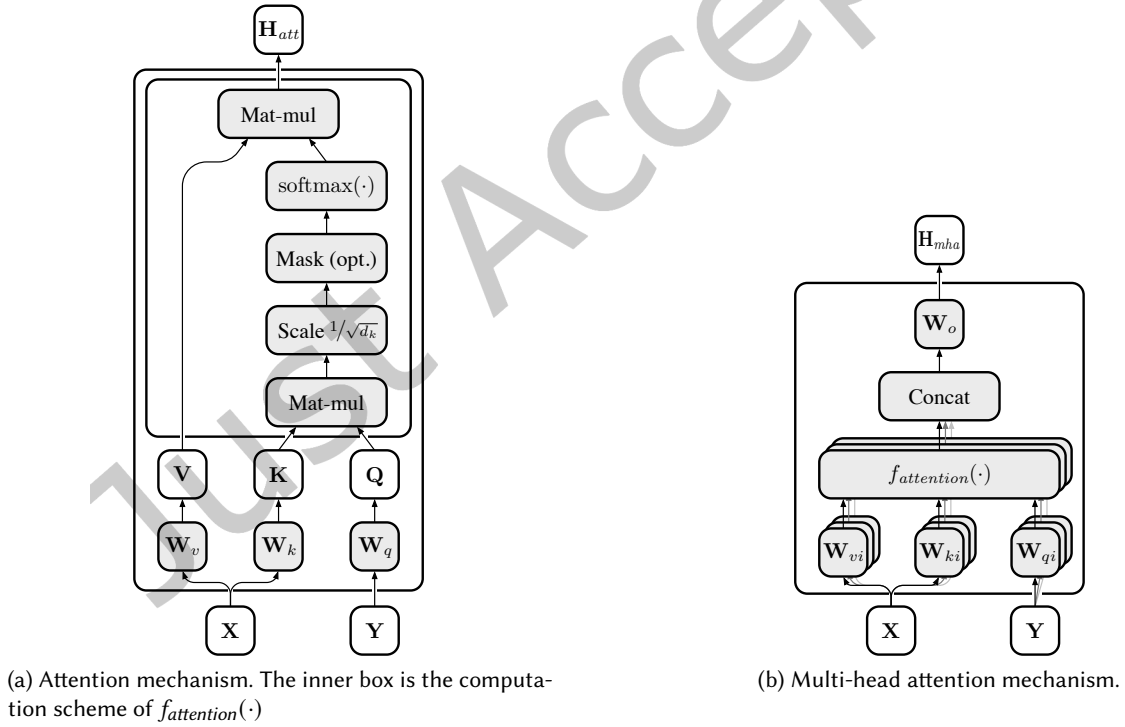 H_att
Mat-mul
softmax(·)
Mask (opt.)
Scale 1/√d_k
Mat-mul
V K Q
W_v W_k W_q
X Y
(a) Attention mechanism. The inner box is the computa-
tion scheme of f_attention(·)
H_mha
W_o
Concat
f_attention(·)
W_vi W_ki W_qi
X Y
(b) Multi-head attention mechanism.
Just Accep